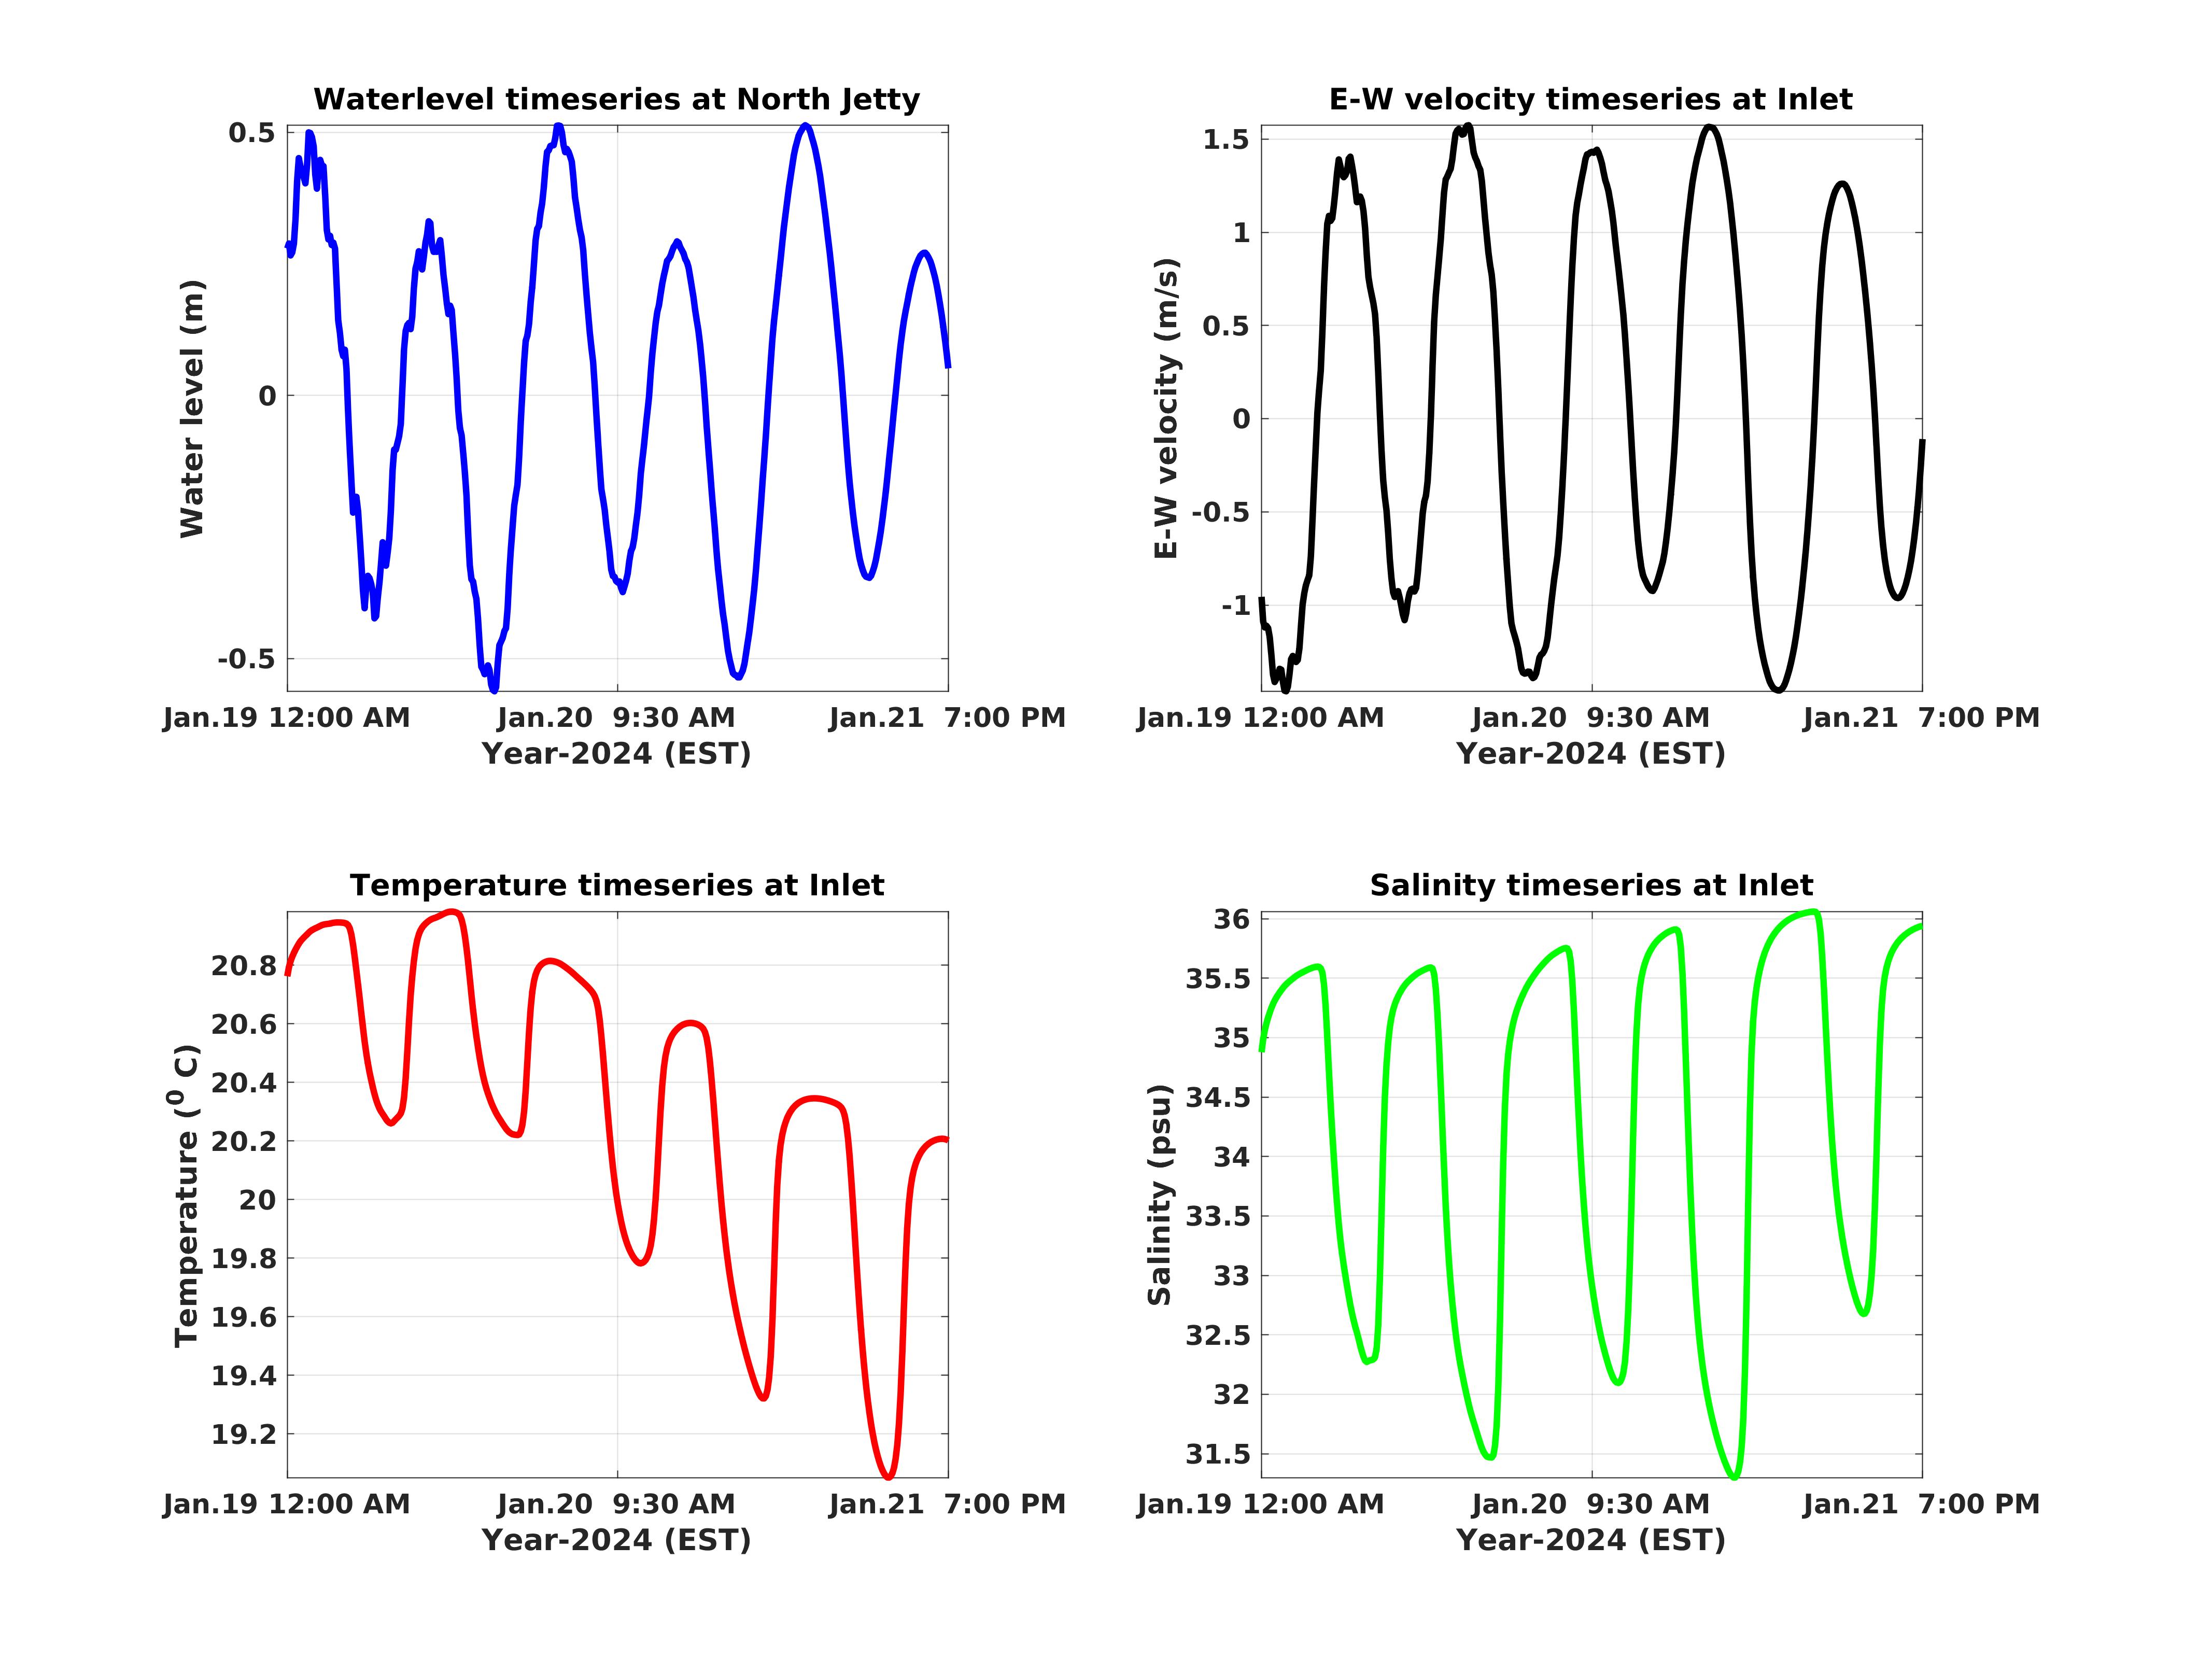 Waterlevel timeseries at North Jetty
0.5
0
-0.5
Water level (m)
Jan.19 12:00 AM Jan.20  9:30 AM Jan.21  7:00 PM
Year-2024 (EST)
E-W velocity timeseries at Inlet
1.5
1
0.5
0
-0.5
-1
E-W velocity (m/s)
Jan.19 12:00 AM Jan.20  9:30 AM Jan.21  7:00 PM
Year-2024 (EST)
Temperature timeseries at Inlet
20.8
20.6
20.4
20.2
20
19.8
19.6
19.4
19.2
Temperature (⁰ C)
Jan.19 12:00 AM Jan.20  9:30 AM Jan.21  7:00 PM
Year-2024 (EST)
Salinity timeseries at Inlet
36
35.5
35
34.5
34
33.5
33
32.5
32
31.5
Salinity (psu)
Jan.19 12:00 AM Jan.20  9:30 AM Jan.21  7:00 PM
Year-2024 (EST)